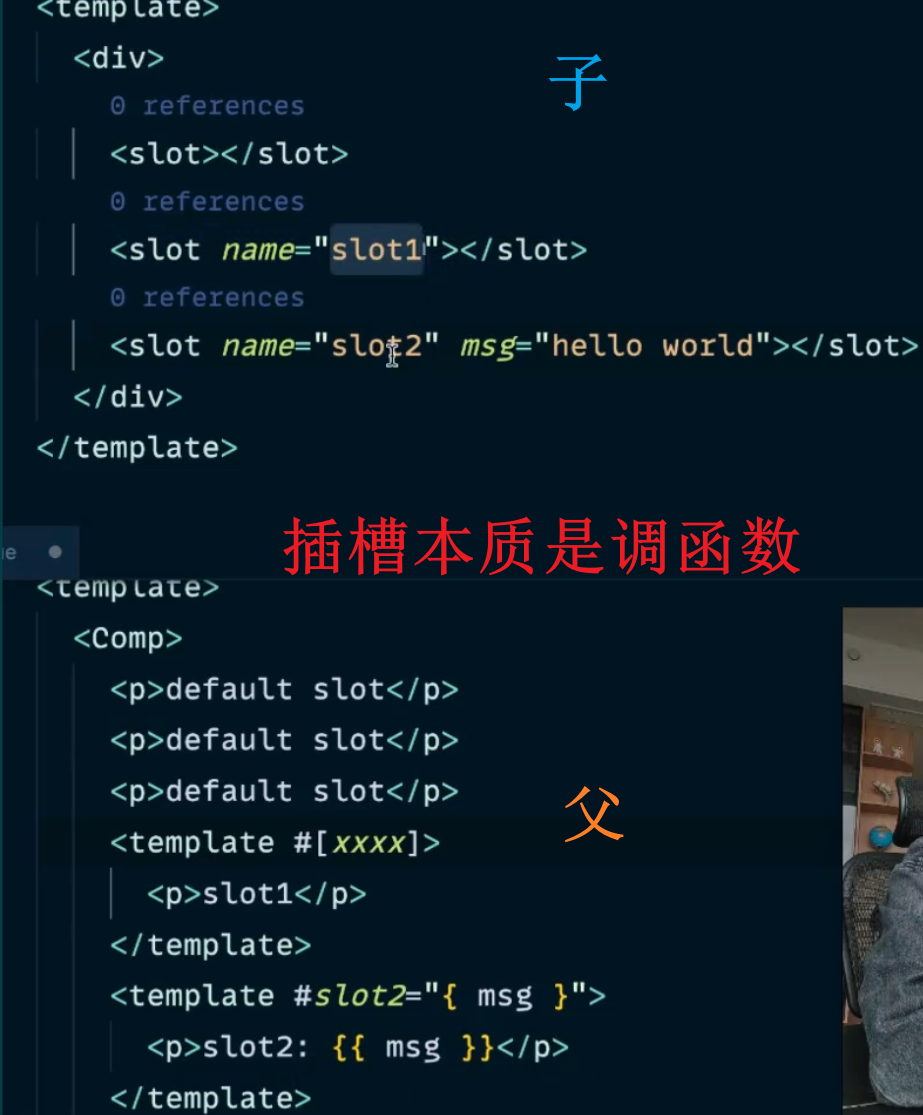 <template>
<div>
子
0 references
<slot></slot>
0 references
<slot name="slot1"></slot>
0 references
<slot name="slot2" msg="hello world"></slot>
</div>
</template>
插槽本质是调函数
<template>
<Comp>
<p>default slot</p>
<p>default slot</p>
<p>default slot</p>
父
<template #[xxxx]>
<p>slot1</p>
</template>
<template #slot2="{ msg }">
<p>slot2: {{ msg }}</p>
</template>